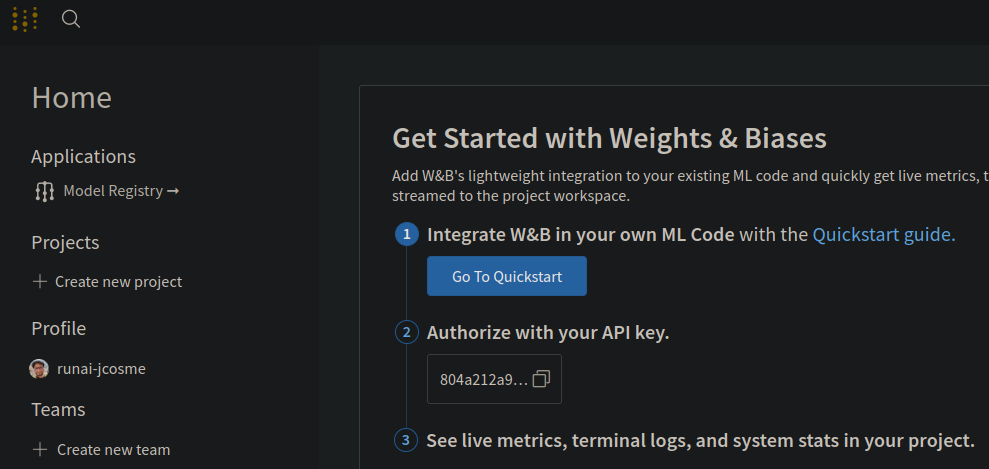 Home
Applications
Model Registry →
Projects
+ Create new project
Profile
runai-jcosme
Teams
+ Create new team
Get Started with Weights & Biases
Add W&B's lightweight integration to your existing ML code and quickly get live metrics, t
streamed to the project workspace.
1 Integrate W&B in your own ML Code with the Quickstart guide.
Go To Quickstart
2 Authorize with your API key.
804a212a9...
3 See live metrics, terminal logs, and system stats in your project.